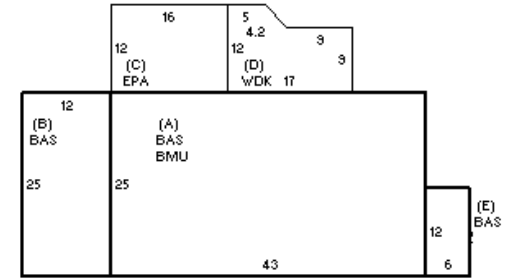 16
5
4.2
9
12
(C)
EPA
12
(D)
WDK 17
9
12
(B)
BAS
(A)
BAS
BMU
25
25
(E)
BAS
12
43
6